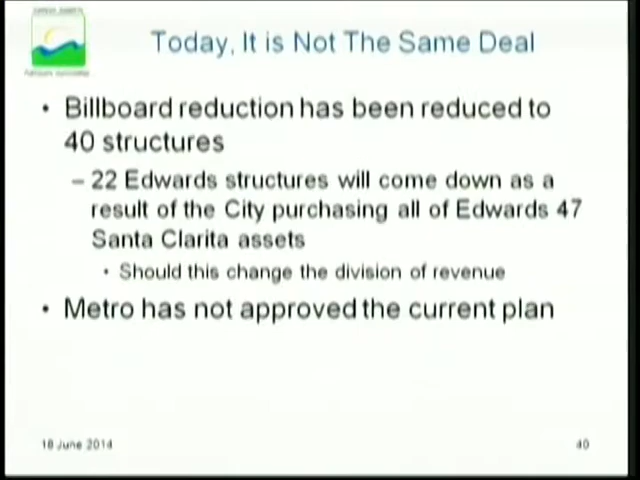 Today, It is Not The Same Deal
• Billboard reduction has been reduced to
40 structures
– 22 Edwards structures will come down as a
result of the City purchasing all of Edwards 47
Santa Clarita assets
• Should this change the division of revenue
• Metro has not approved the current plan
18 June 2014
40